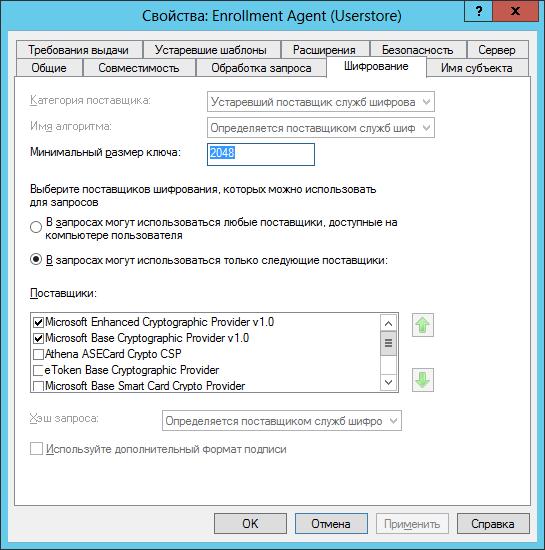 Свойства: Enrollment Agent (Userstore)
? x
Требования выдачи Устаревшие шаблоны Расширения Безопасность Сервер
Общие Совместимость Обработка запроса Шифрование Имя субъекта
Категория поставщика: Устаревший поставщик служб шифрова
Имя алгоритма: Определяется поставщиком служб шиф
Минимальный размер ключа: 2048
Выберите поставщиков шифрования, которых можно использовать
для запросов
В запросах могут использоваться любые поставщики, доступные на
компьютере пользователя
В запросах могут использоваться только следующие поставщики:
Поставщики:
Microsoft Enhanced Cryptographic Provider v1.0
Microsoft Base Cryptographic Provider v1.0
Athena ASECard Crypto CSP
eToken Base Cryptographic Provider
Microsoft Base Smart Card Crypto Provider
Хэш запроса: Определяется поставщиком служб шифро
Используйте дополнительный формат подписи
OK Отмена Применить Справка